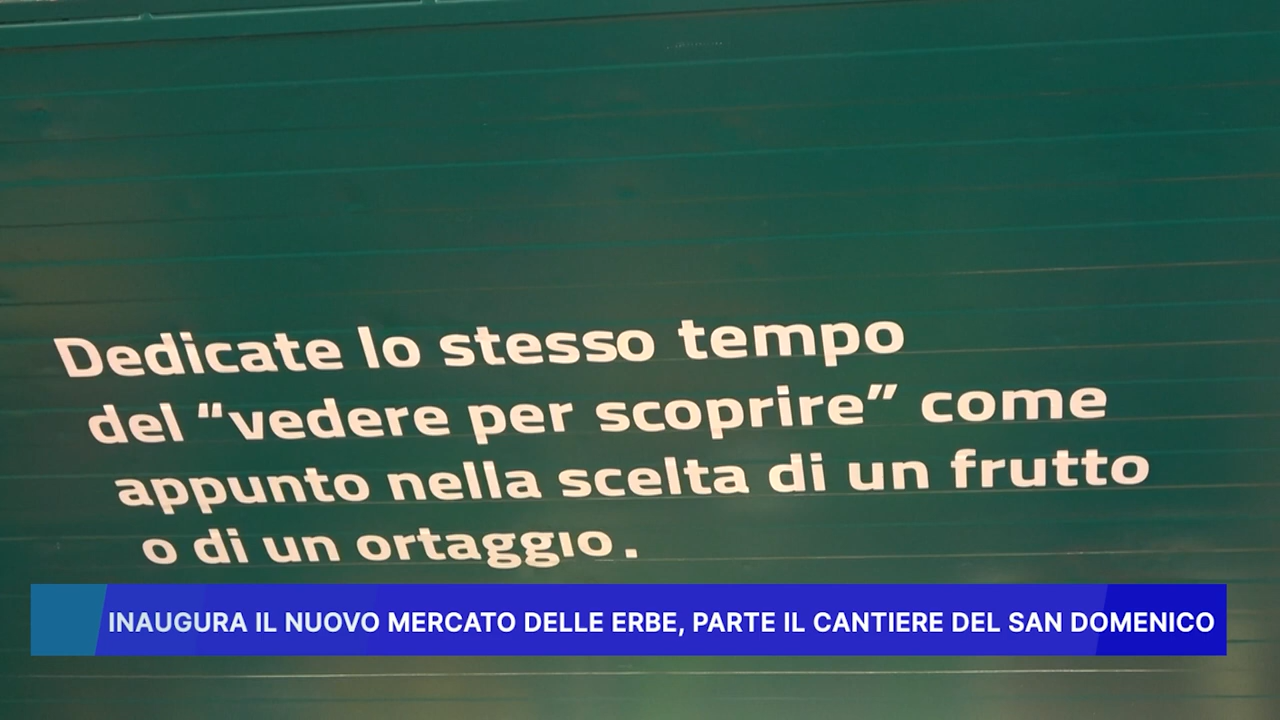 Dedicate lo stesso tempo
del “vedere per scoprire” come
appunto nella scelta di un frutto
o di un ortaggio.
INAUGURA IL NUOVO MERCATO DELLE ERBE, PARTE IL CANTIERE DEL SAN DOMENICO